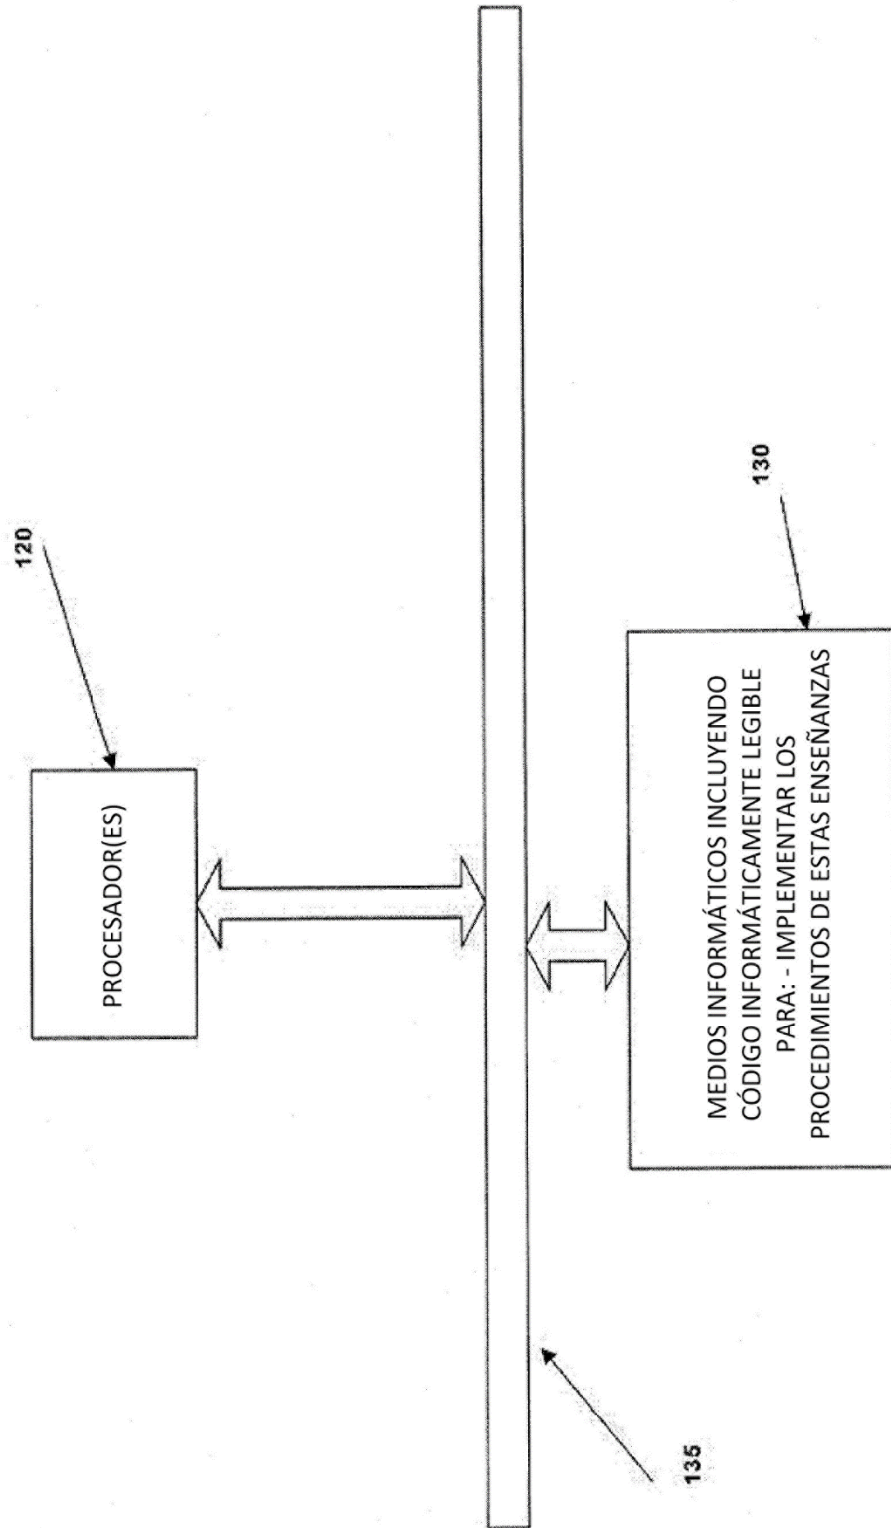 120
PROCESADOR(ES)
130
MEDIOS INFORMÁTICOS INCLUYENDO
CÓDIGO INFORMÁTICAMENTE LEGIBLE
PARA: - IMPLEMENTAR LOS
PROCEDIMIENTOS DE ESTAS ENSEÑANZAS
135